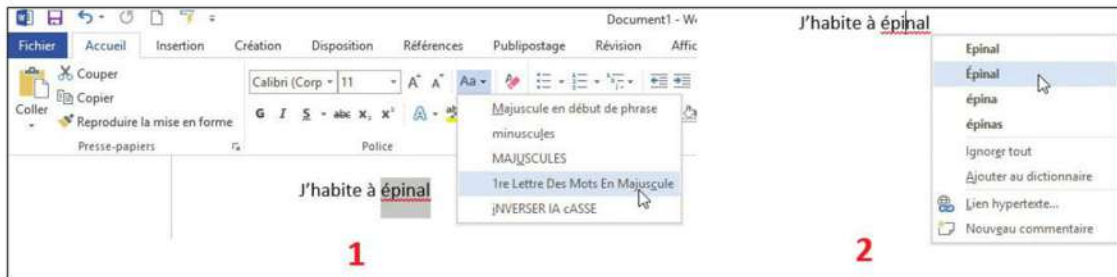 Document1 - We
Fichier Accueil Insertion Création Disposition Références Publipostage Révision Affic
Coller
Couper
Copier
Reproduire la mise en forme
Presse-papiers
Calibri (Corp 11 A A Aa
G I S abc X, X² A ab
Police
Majuscule en début de phrase
minuscules
MAJUSCULES
1re Lettre Des Mots En Majuscule
iNVERSER lA cASSE
J'habite à épinal
1
J'habite à épinal
Epinal
Épinal
épina
épinas
Ignorer tout
Ajouter au dictionnaire
Lien hypertexte...
Nouveau commentaire
2